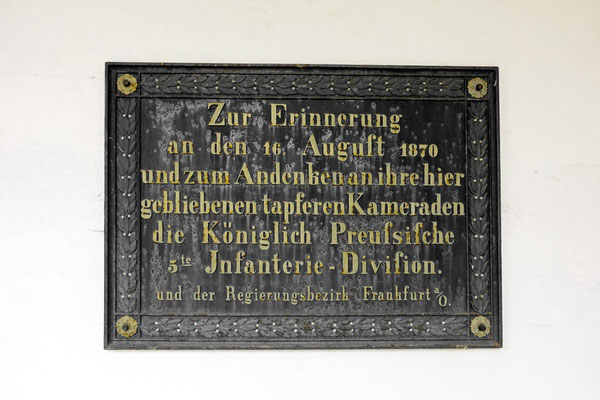 Zur Erinnerung
an den 16. Auguſt 1870
und zum Andenken an ihre hier
gebliebenen tapferen Kameraden
die Königlich Preuſsiſche
5te Jnfanterie-Diviſion.
und der Regierungsbezirk Frankfurt a/O.